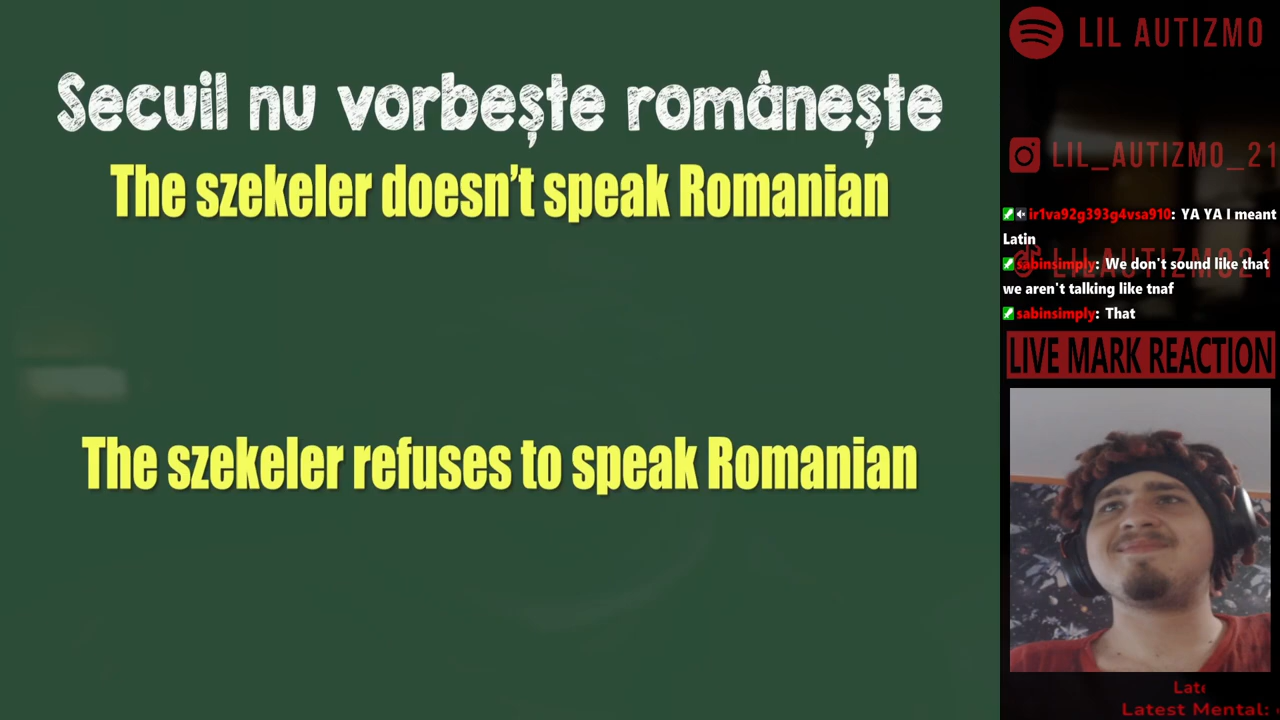 Secuil nu vorbește românește
The szekeler doesn't speak Romanian
The szekeler refuses to speak Romanian
LIL AUTIZMO
LIL_AUTIZMO_21
ir1va92g393g4vsa910: YA YA I meant
Latin
LILAUTIZMO21
sabinsimply: We don't sound like that
we aren't talking like tnaf
sabinsimply: That
LIVE MARK REACTION
Late
Latest Mental: